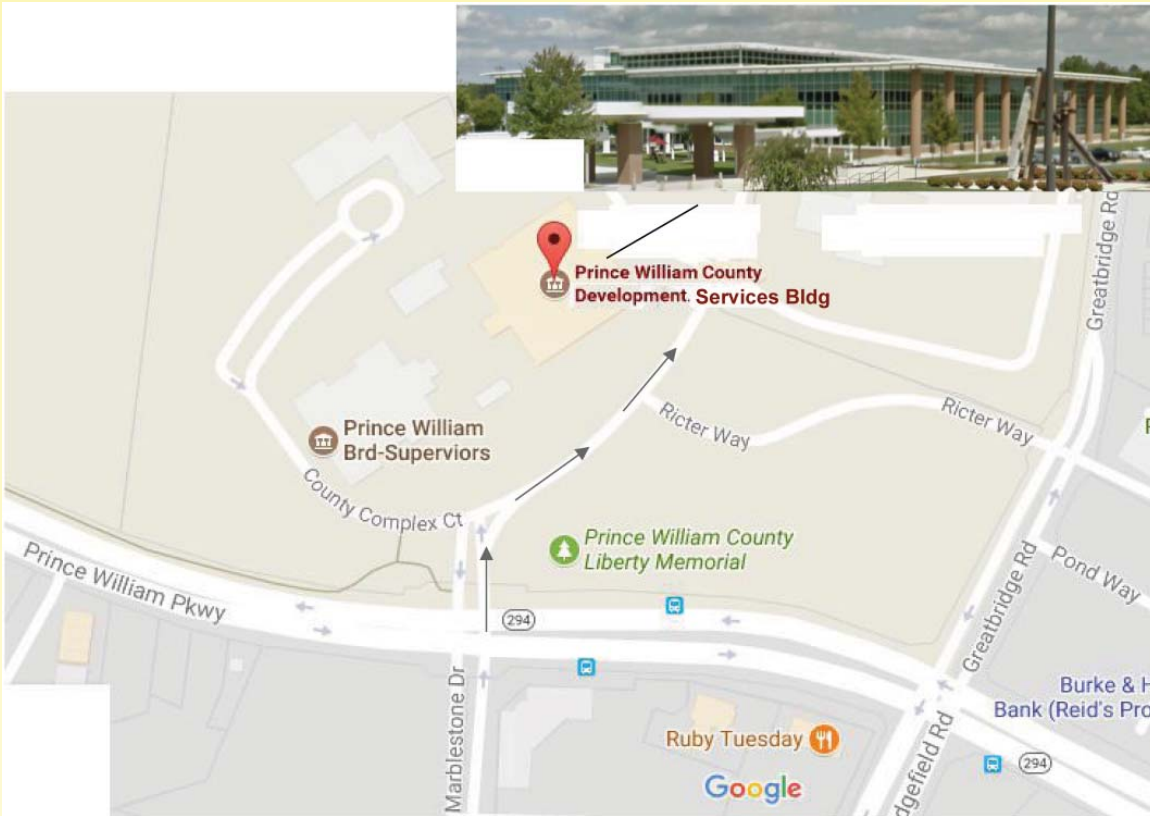 Greatbridge Rd
Prince William County
Development. Services Bldg
Ricter Way
Ricter Way
Prince William
Brd-Superviors
County Complex Ct
Prince William County
Liberty Memorial
Prince William Pkwy
294
Greatbridge Rd
Pond Way
Marblestone Dr
Burke & H
Bank (Reid's Pro
Ruby Tuesday
294
dgefield Rd
Google